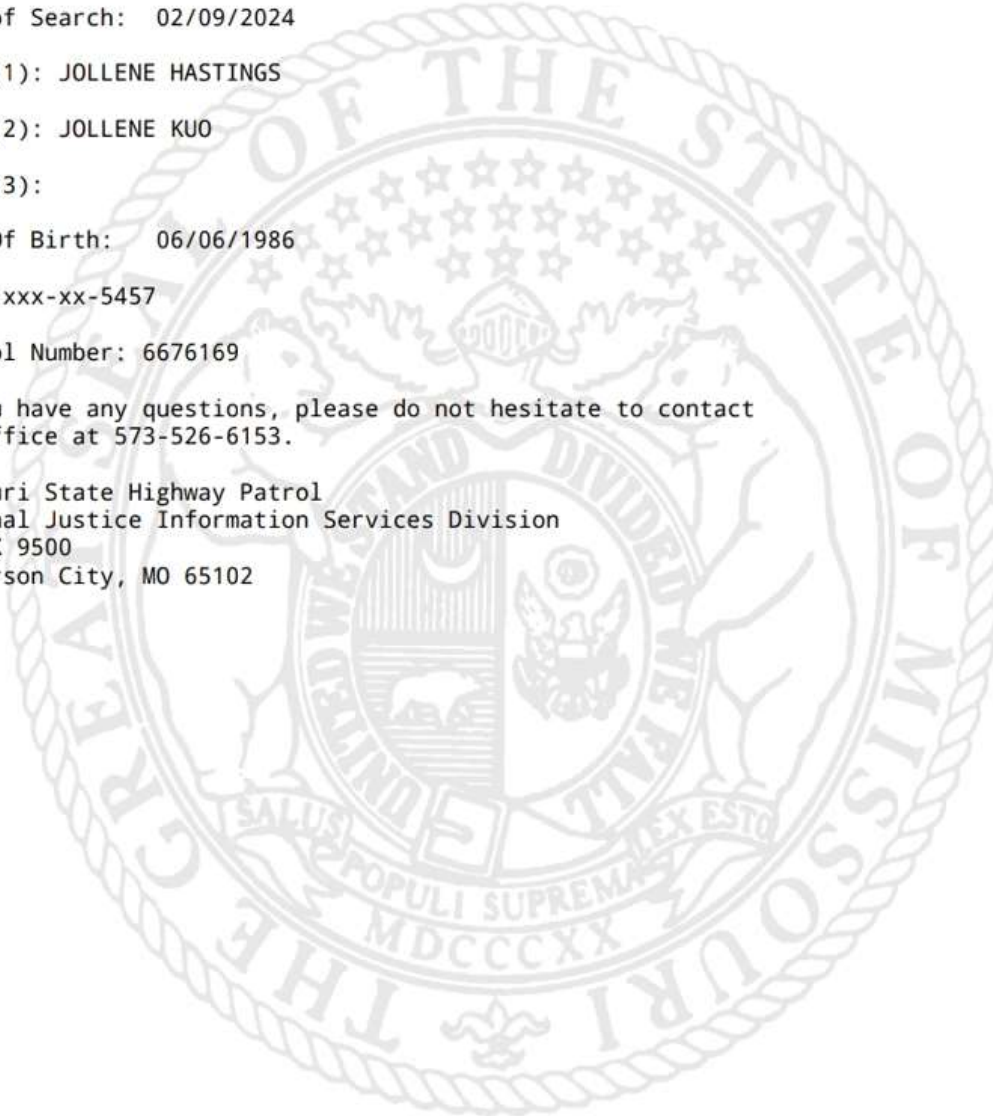 of Search: 02/09/2024
1): JOLLENE HASTINGS
2): JOLLENE KUO
3):
Of Birth: 06/06/1986
xxx-xx-5457
ol Number: 6676169
have any questions, please do not hesitate to contact
ffice at 573-526-6153.
uri State Highway Patrol
nal Justice Information Services Division
9500
rson City, MO 65102
THE GREAT SEAL OF THE STATE OF MISSOURI
UNITED WE STAND DIVIDED WE FALL
SALUS POPULI SUPREMA LEX ESTO
MDCCCXX